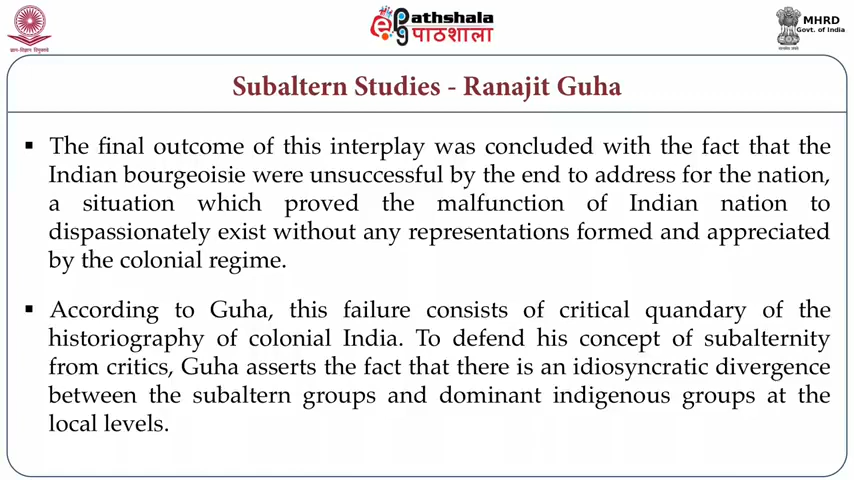 ePathshala
पाठशाला
MHRD
Govt. of India
Subaltern Studies - Ranajit Guha
▪ The final outcome of this interplay was concluded with the fact that the
Indian bourgeoisie were unsuccessful by the end to address for the nation,
a situation which proved the malfunction of Indian nation to
dispassionately exist without any representations formed and appreciated
by the colonial regime.
▪ According to Guha, this failure consists of critical quandary of the
historiography of colonial India. To defend his concept of subalternity
from critics, Guha asserts the fact that there is an idiosyncratic divergence
between the subaltern groups and dominant indigenous groups at the
local levels.